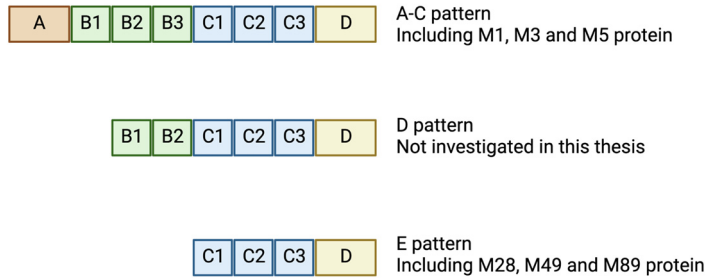 A B1 B2 B3 C1 C2 C3 D
A-C pattern
Including M1, M3 and M5 protein
B1 B2 C1 C2 C3 D
D pattern
Not investigated in this thesis
C1 C2 C3 D
E pattern
Including M28, M49 and M89 protein